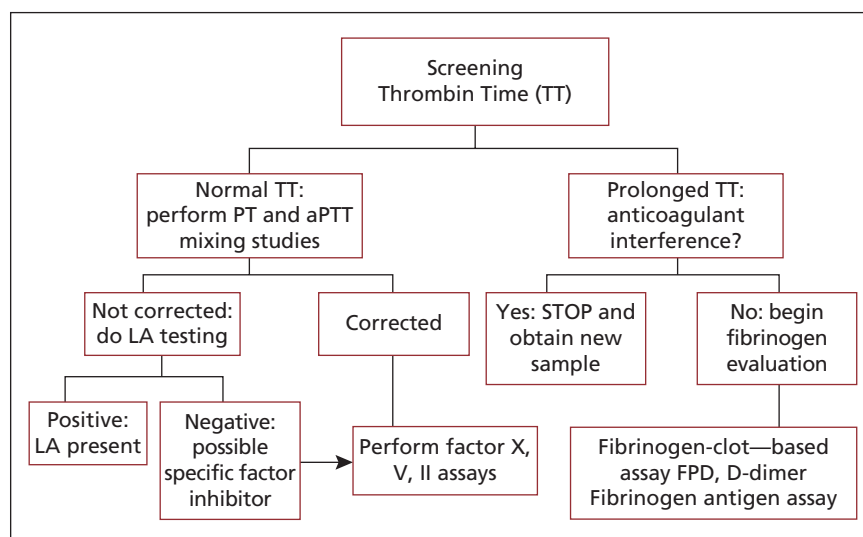 Screening
Thrombin Time (TT)
Normal TT:
perform PT and aPTT
mixing studies
Prolonged TT:
anticoagulant
interference?
Not corrected:
do LA testing
Corrected
Yes: STOP and
obtain new
sample
No: begin
fibrinogen
evaluation
Positive:
LA present
Negative:
possible
specific factor
inhibitor
Perform factor X,
V, II assays
Fibrinogen-clot—based
assay FPD, D-dimer
Fibrinogen antigen assay